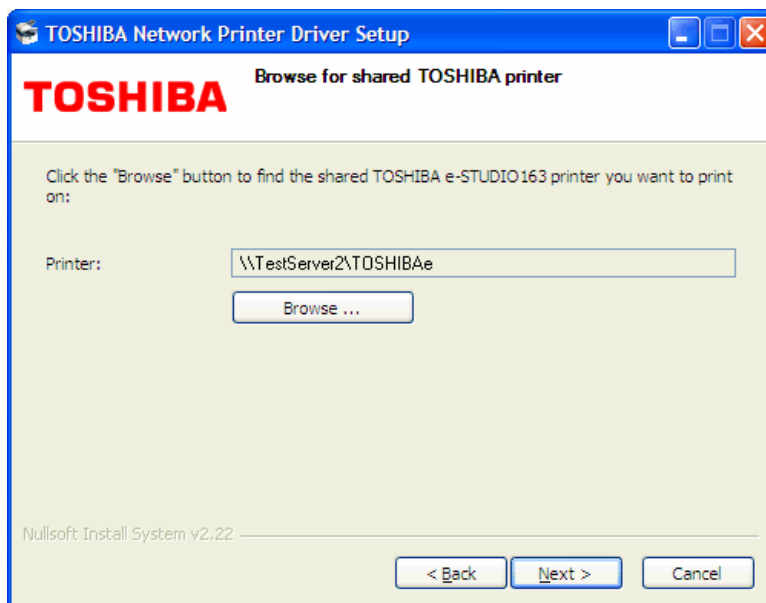 TOSHIBA Network Printer Driver Setup
TOSHIBA
Browse for shared TOSHIBA printer
Click the "Browse" button to find the shared TOSHIBA e-STUDIO163 printer you want to print
on:
Printer:
\\TestServer2\TOSHIBAe
Browse ...
Nullsoft Install System v2.22
< Back
Next >
Cancel